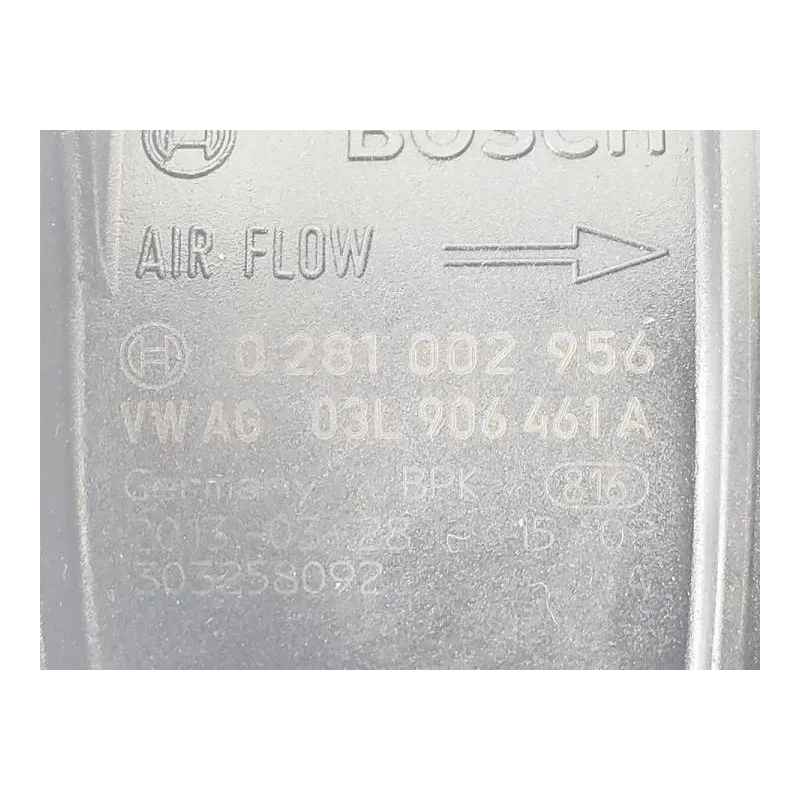 BOSCH
AIR FLOW
0 281 002 956
VW AG 03L 906 461 A
Germany BPK 816
2013-03-28
303258092